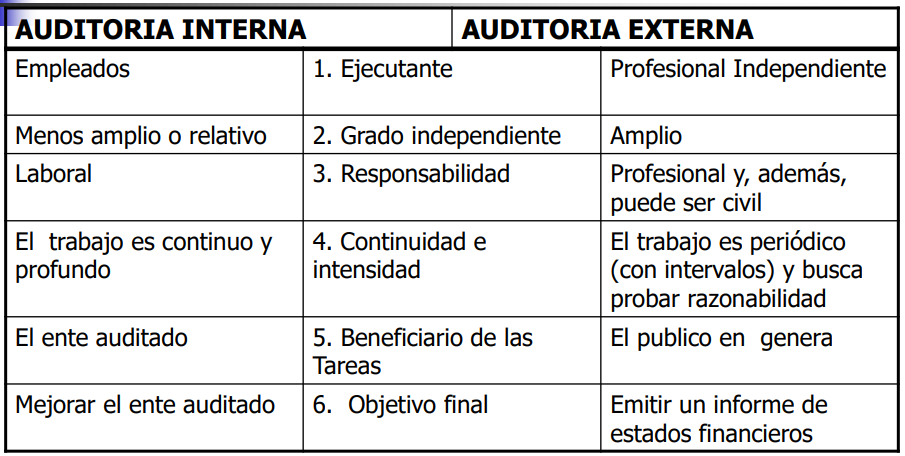 AUDITORIA INTERNA
AUDITORIA EXTERNA
Empleados
1. Ejecutante
Profesional Independiente
Menos amplio o relativo
2. Grado independiente
Amplio
Laboral
3. Responsabilidad
Profesional y, además,
puede ser civil
El trabajo es continuo y
profundo
4. Continuidad e
intensidad
El trabajo es periódico
(con intervalos) y busca
probar razonabilidad
El ente auditado
5. Beneficiario de las
Tareas
El publico en genera
Mejorar el ente auditado
6. Objetivo final
Emitir un informe de
estados financieros